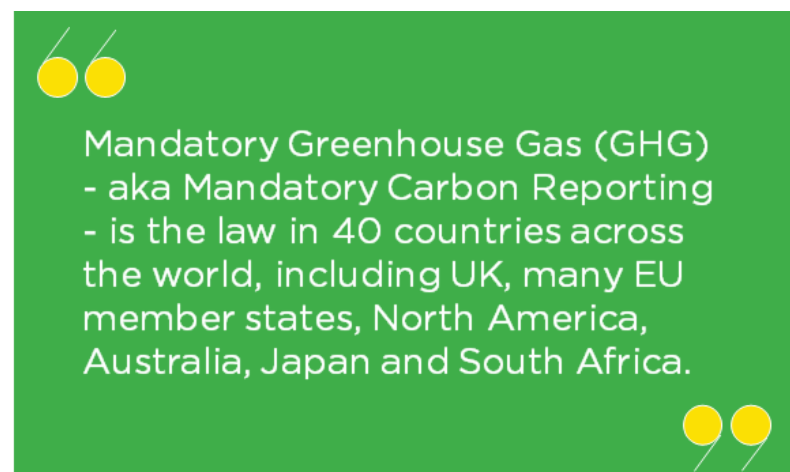 Mandatory Greenhouse Gas (GHG)
- aka Mandatory Carbon Reporting
- is the law in 40 countries across
the world, including UK, many EU
member states, North America,
Australia, Japan and South Africa.